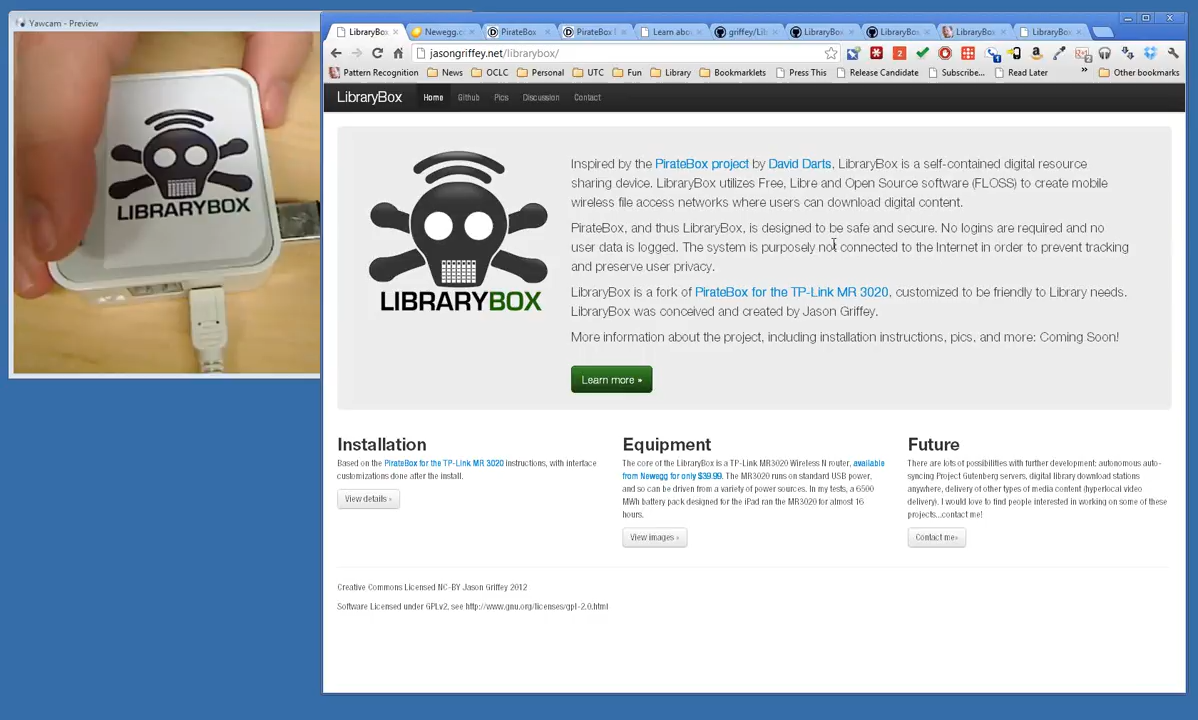 Yawcam - Preview
LIBRARYBOX
LibraryBo
Newegg.c
PirateBox
PirateBox
Learn abo
griffey/Lib
LibraryBo
LibraryBo
LibraryBo
LibraryBo
jasongriffey.net/librarybox/
Pattern Recognition News OCLC Personal UTC Fun Library Bookmarklets Press This Release Candidate Subscribe... Read Later » Other bookmarks
LibraryBox Home Github Pics Discussion Contact
LIBRARYBOX
Inspired by the PirateBox project by David Darts, LibraryBox is a self-contained digital resource
sharing device. LibraryBox utilizes Free, Libre and Open Source software (FLOSS) to create mobile
wireless file access networks where users can download digital content.
PirateBox, and thus LibraryBox, is designed to be safe and secure. No logins are required and no
user data is logged. The system is purposely not connected to the Internet in order to prevent tracking
and preserve user privacy.
LibraryBox is a fork of PirateBox for the TP-Link MR 3020, customized to be friendly to Library needs.
LibraryBox was conceived and created by Jason Griffey.
More information about the project, including installation instructions, pics, and more: Coming Soon!
Learn more »
Installation
Based on the PirateBox for the TP-Link MR 3020 instructions, with interface
customizations done after the install.
View details »
Equipment
The core of the LibraryBox is a TP-Link MR3020 Wireless N router, available
from Newegg for only $39.99. The MR3020 runs on standard USB power,
and so can be driven from a variety of power sources. In my tests, a 6500
MWh battery pack designed for the iPad ran the MR3020 for almost 16
hours.
View images »
Future
There are lots of possibilities with further development: autonomous auto-
syncing Project Gutenberg servers, digital library download stations
anywhere, delivery of other types of media content (hyperlocal video
delivery). I would love to find people interested in working on some of these
projects...contact me!
Contact me»
Creative Commons Licensed NC-BY Jason Griffey 2012
Software Licensed under GPLv2, see http://www.gnu.org/licenses/gpl-2.0.html